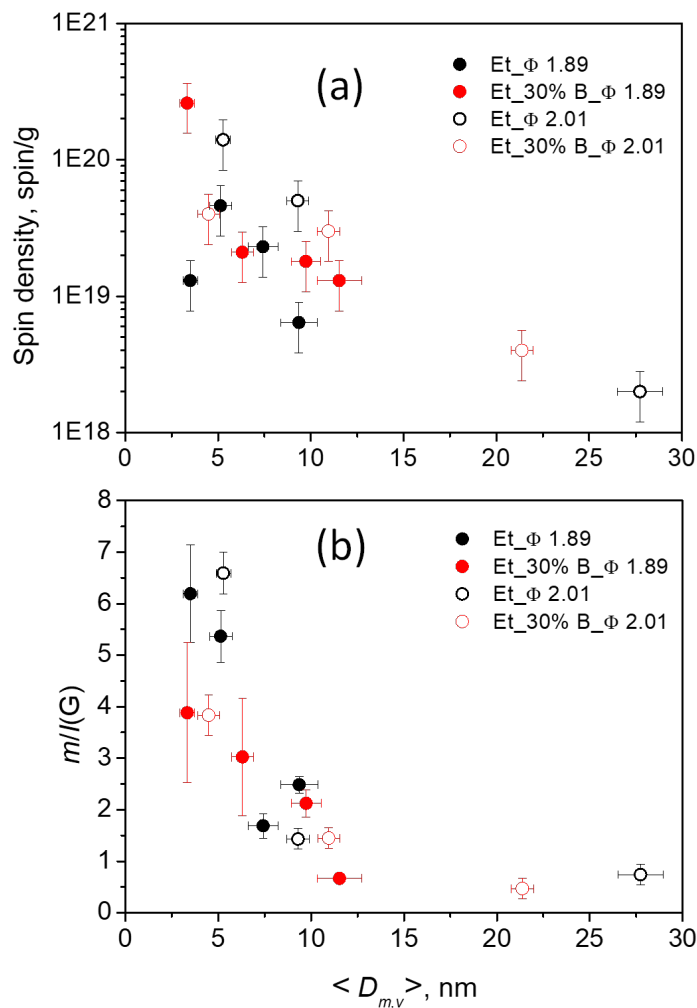 1E21
1E20
1E19
1E18
Spin density, spin/g
(a)
Et_Φ 1.89
Et_30% B_Φ 1.89
Et_Φ 2.01
Et_30% B_Φ 2.01
0 5 10 15 20 25 30
8
7
6
5
4
3
2
1
0
m/I(G)
(b)
Et_Φ 1.89
Et_30% B_Φ 1.89
Et_Φ 2.01
Et_30% B_Φ 2.01
0 5 10 15 20 25 30
< D_{m,v} >, nm